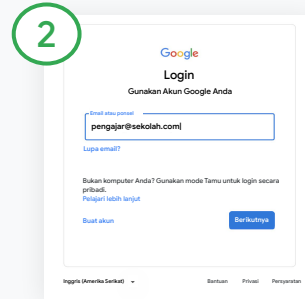 2
Google
Login
Gunakan Akun Google Anda
Email atau ponsel
pengajar@sekolah.com
Lupa email?
Bukan komputer Anda? Gunakan mode Tamu untuk login secara
pribadi.
Pelajari lebih lanjut
Buat akun
Berikutnya
Inggris (Amerika Serikat)
Bantuan Privasi Persyaratan